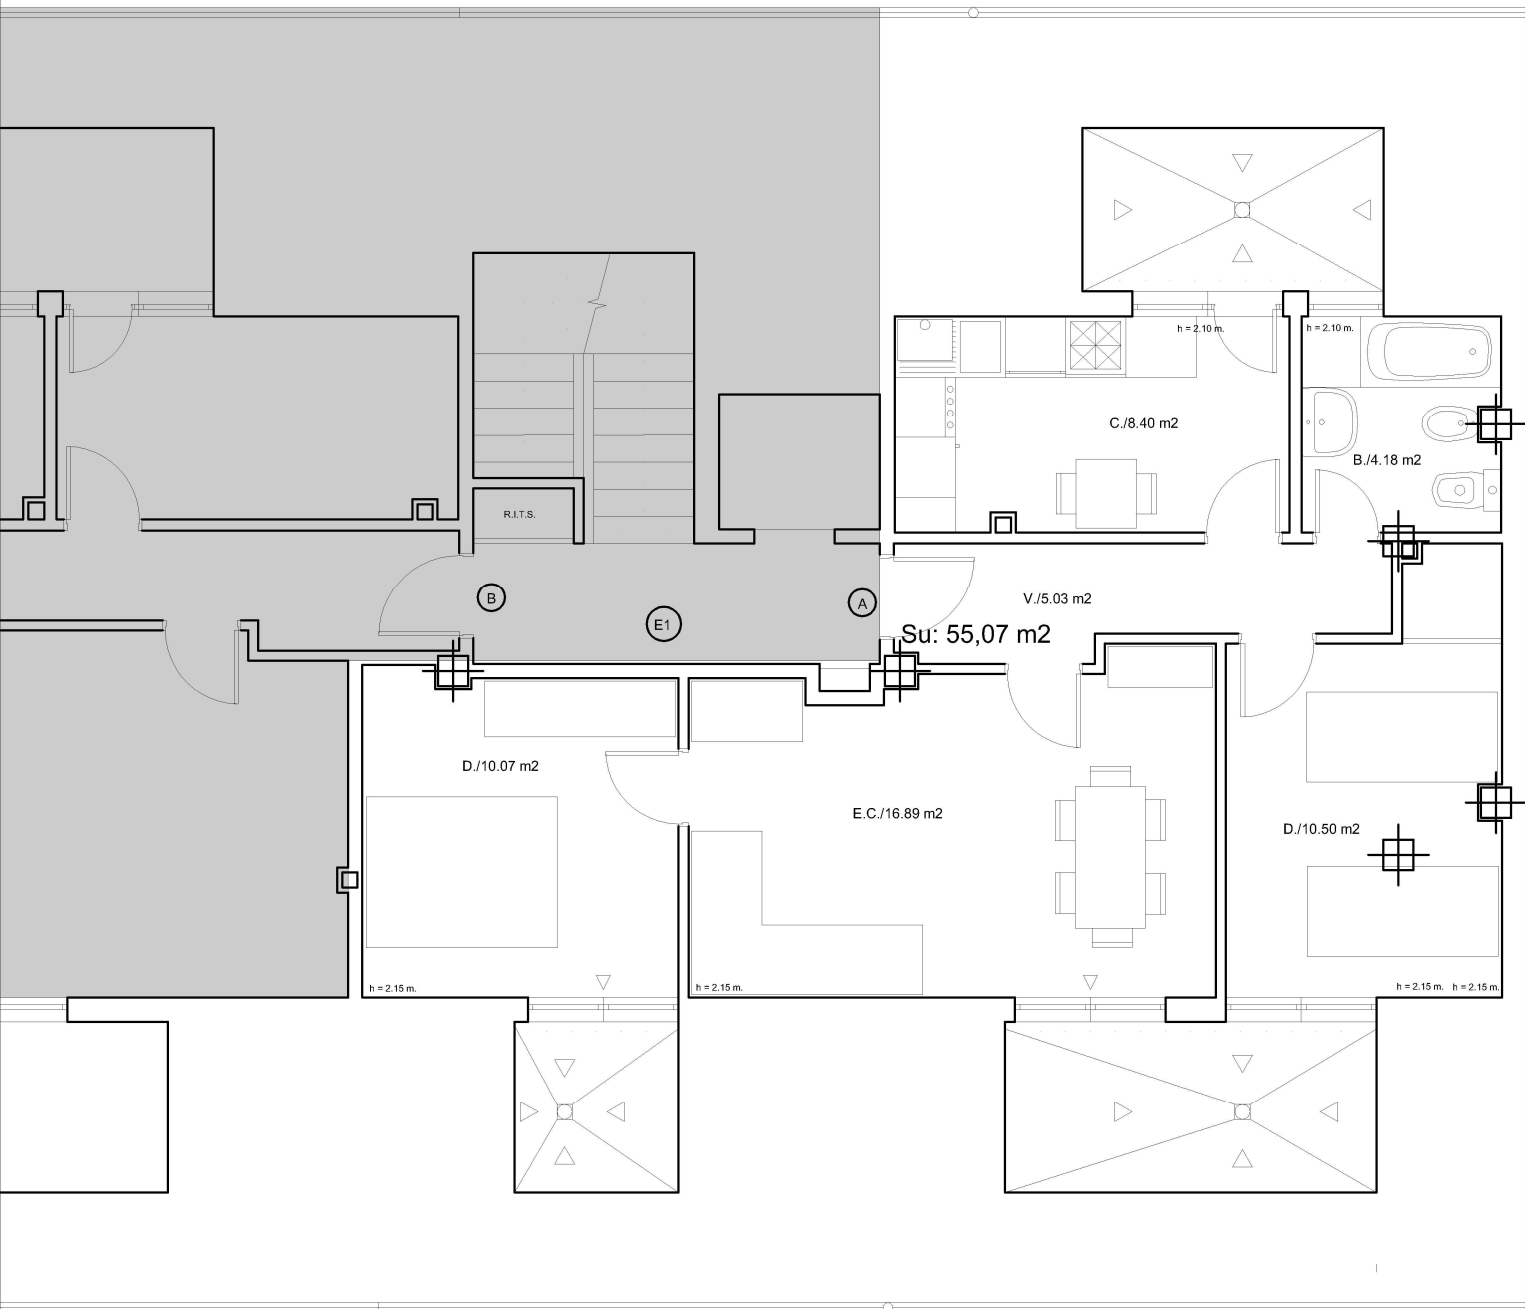 h = 2.10 m.
h = 2.10 m.
C./8.40 m2
B./4.18 m2
R.I.T.S.
B
E1
A
V./5.03 m2
Su: 55,07 m2
D./10.07 m2
E.C./16.89 m2
D./10.50 m2
h = 2.15 m.
h = 2.15 m.
h = 2.15 m.
h = 2.15 m.